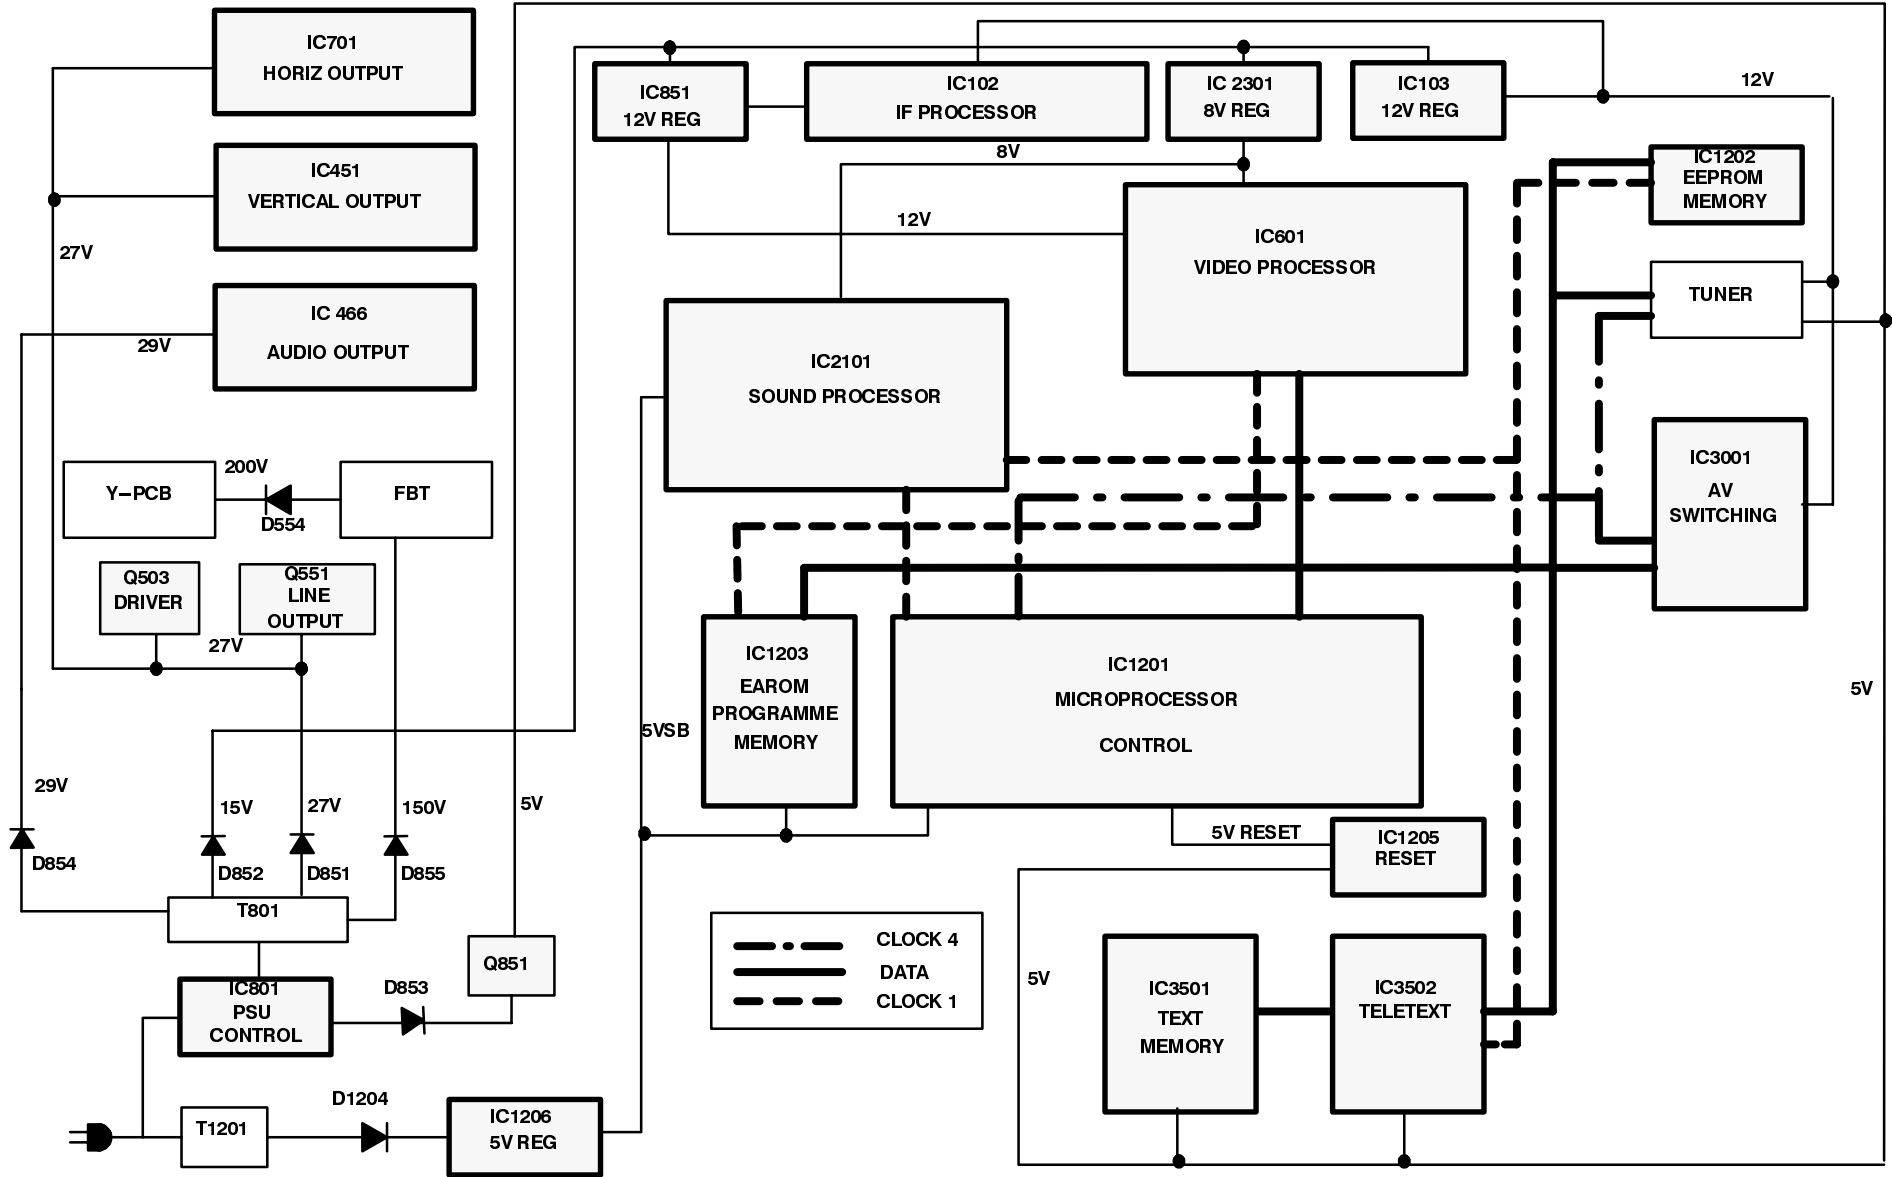 IC701
HORIZ OUTPUT
IC451
VERTICAL OUTPUT
27V
IC 466
AUDIO OUTPUT
29V
Y–PCB
200V
D554
FBT
Q503
DRIVER
Q551
LINE
OUTPUT
27V
29V
15V
27V
150V
5V
D854
D852
D851
D855
T801
IC801
PSU
CONTROL
D853
Q851
T1201
D1204
IC1206
5V REG
IC851
12V REG
IC102
IF PROCESSOR
IC 2301
8V REG
IC103
12V REG
12V
8V
12V
IC1202
EEPROM
MEMORY
IC601
VIDEO PROCESSOR
TUNER
IC2101
SOUND PROCESSOR
IC3001
AV
SWITCHING
5VSB
IC1203
EAROM
PROGRAMME
MEMORY
IC1201
MICROPROCESSOR
CONTROL
5V
5V RESET
IC1205
RESET
CLOCK 4
DATA
CLOCK 1
5V
IC3501
TEXT
MEMORY
IC3502
TELETEXT